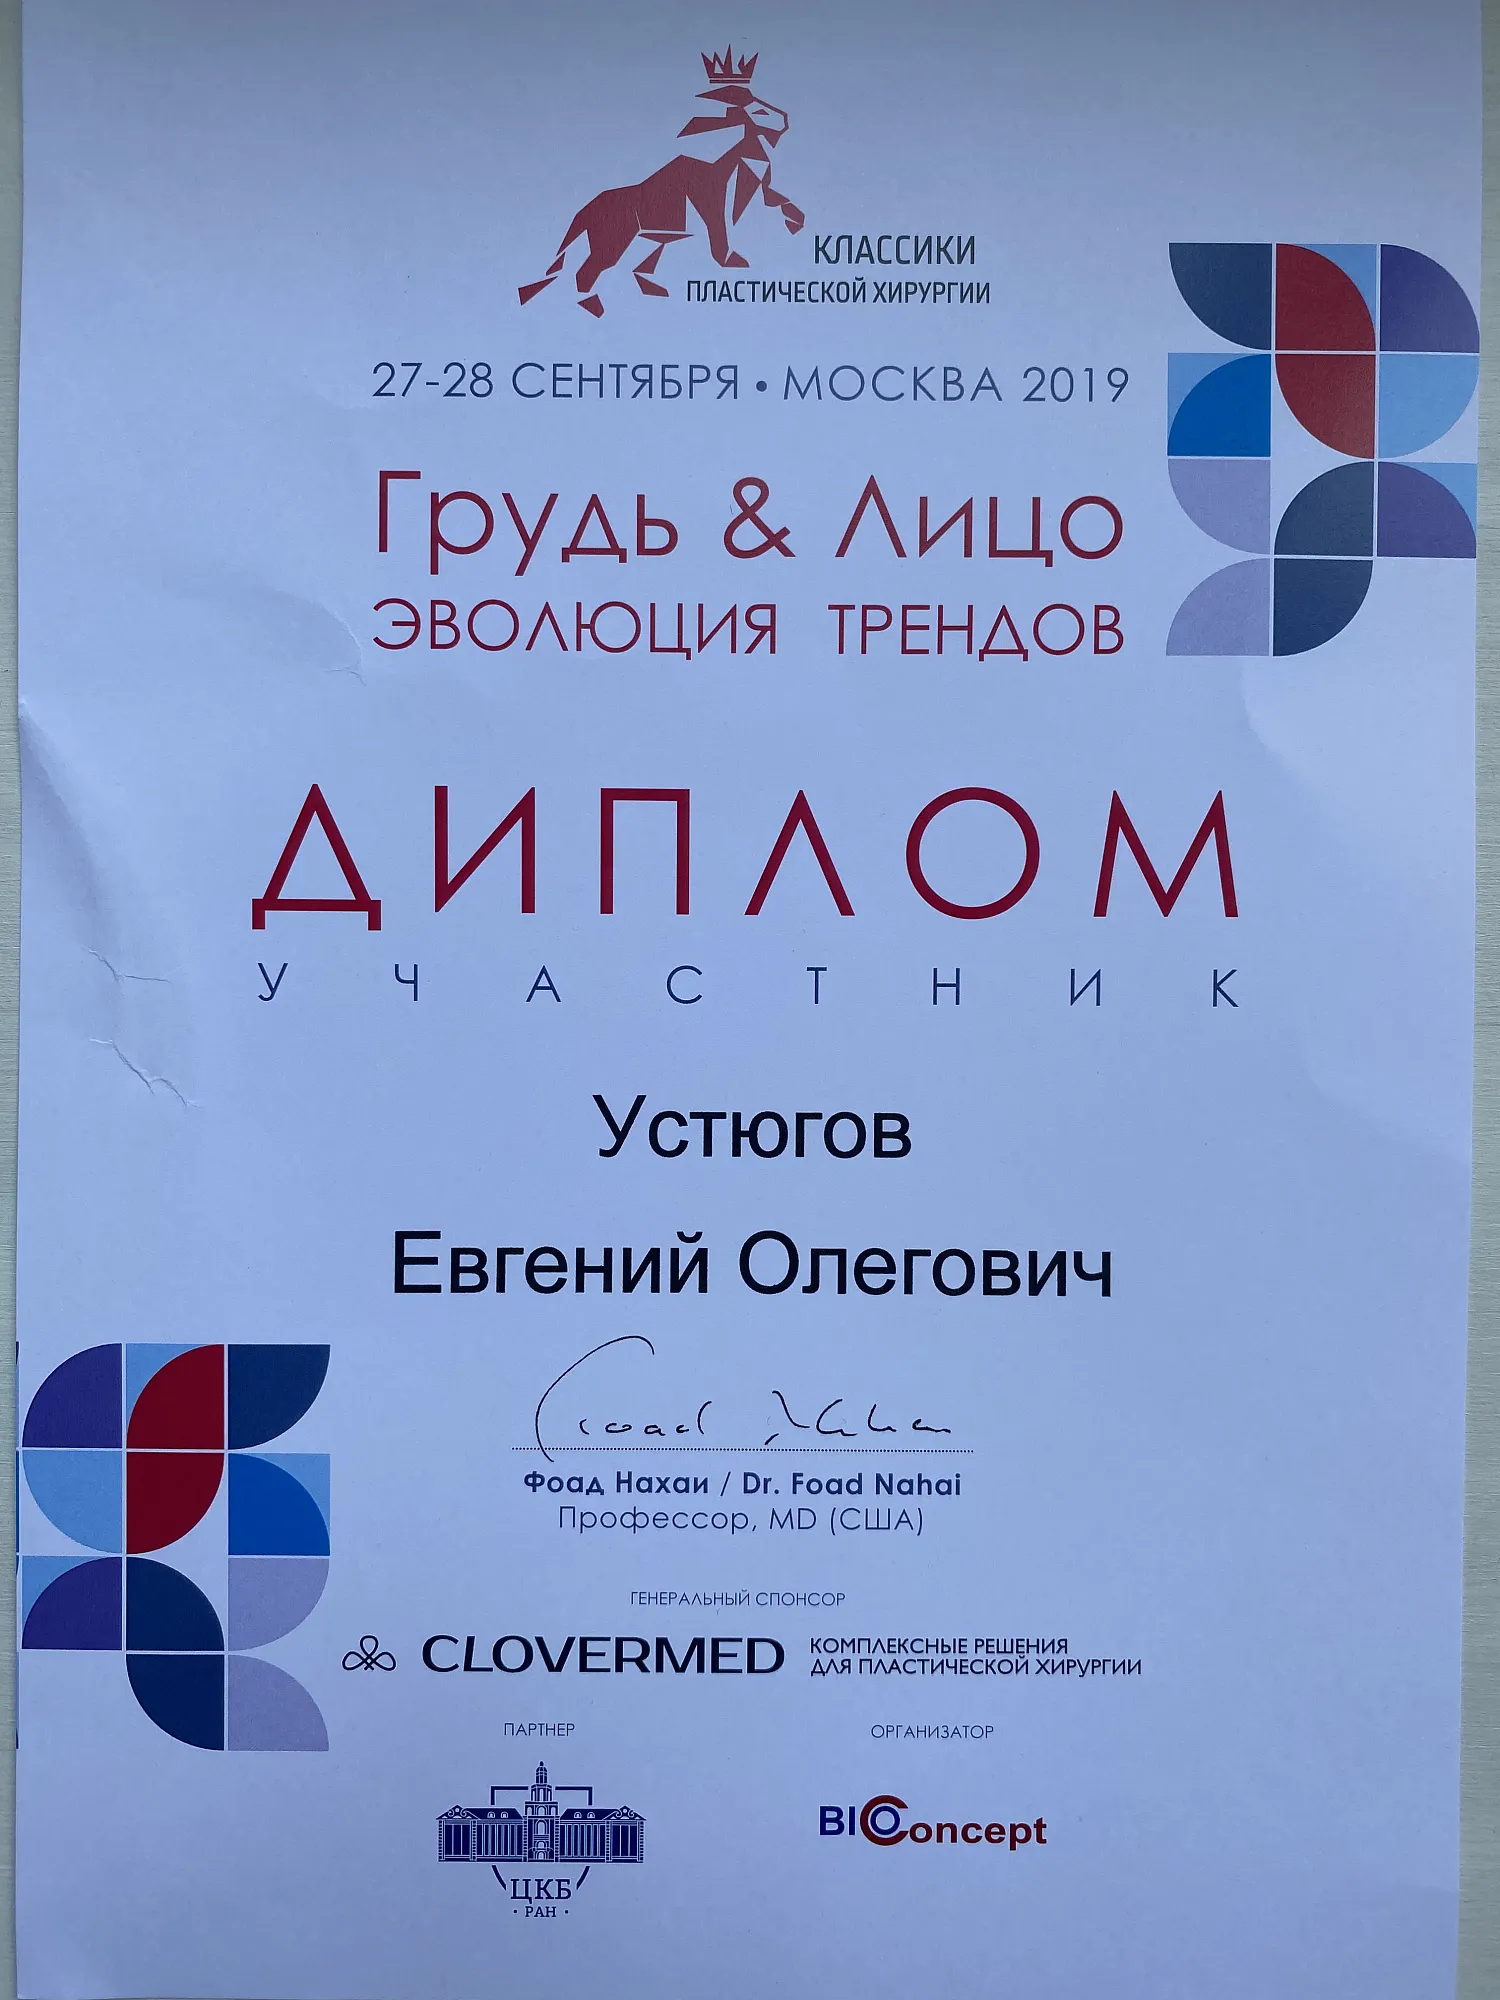 КЛАССИКИ
ПЛАСТИЧЕСКОЙ ХИРУРГИИ
27-28 СЕНТЯБРЯ • МОСКВА 2019
Грудь & Лицо
ЭВОЛЮЦИЯ ТРЕНДОВ
ДИПЛОМ
УЧАСТНИК
Устюгов
Евгений Олегович
Foad Nahai
Фоад Нахаи / Dr. Foad Nahai
Профессор, MD (США)
ГЕНЕРАЛЬНЫЙ СПОНСОР
CLOVERMED
КОМПЛЕКСНЫЕ РЕШЕНИЯ
ДЛЯ ПЛАСТИЧЕСКОЙ ХИРУРГИИ
ПАРТНЕР
ОРГАНИЗАТОР
ЦКБ
• РАН •
BIOConcept